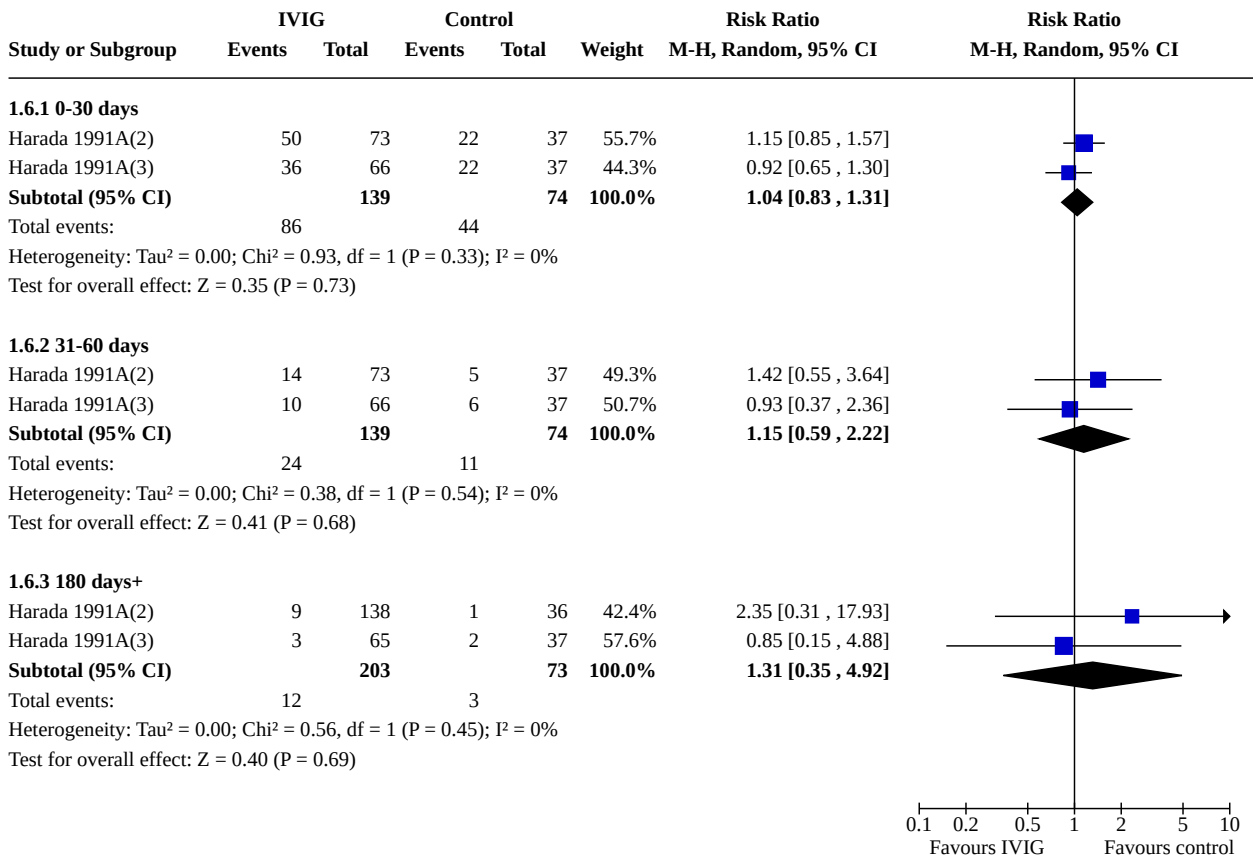 IVIG Control Risk Ratio Risk Ratio
Study or Subgroup Events Total Events Total Weight M-H, Random, 95% CI M-H, Random, 95% CI
1.6.1 0-30 days
Harada 1991A(2) 50 73 22 37 55.7% 1.15 [0.85 , 1.57]
Harada 1991A(3) 36 66 22 37 44.3% 0.92 [0.65 , 1.30]
Subtotal (95% CI) 139 74 100.0% 1.04 [0.83 , 1.31]
Total events: 86 44
Heterogeneity: Tau² = 0.00; Chi² = 0.93, df = 1 (P = 0.33); I² = 0%
Test for overall effect: Z = 0.35 (P = 0.73)
1.6.2 31-60 days
Harada 1991A(2) 14 73 5 37 49.3% 1.42 [0.55 , 3.64]
Harada 1991A(3) 10 66 6 37 50.7% 0.93 [0.37 , 2.36]
Subtotal (95% CI) 139 74 100.0% 1.15 [0.59 , 2.22]
Total events: 24 11
Heterogeneity: Tau² = 0.00; Chi² = 0.38, df = 1 (P = 0.54); I² = 0%
Test for overall effect: Z = 0.41 (P = 0.68)
1.6.3 180 days+
Harada 1991A(2) 9 138 1 36 42.4% 2.35 [0.31 , 17.93]
Harada 1991A(3) 3 65 2 37 57.6% 0.85 [0.15 , 4.88]
Subtotal (95% CI) 203 73 100.0% 1.31 [0.35 , 4.92]
Total events: 12 3
Heterogeneity: Tau² = 0.00; Chi² = 0.56, df = 1 (P = 0.45); I² = 0%
Test for overall effect: Z = 0.40 (P = 0.69)
0.1 0.2 0.5 1 2 5 10
Favours IVIG Favours control